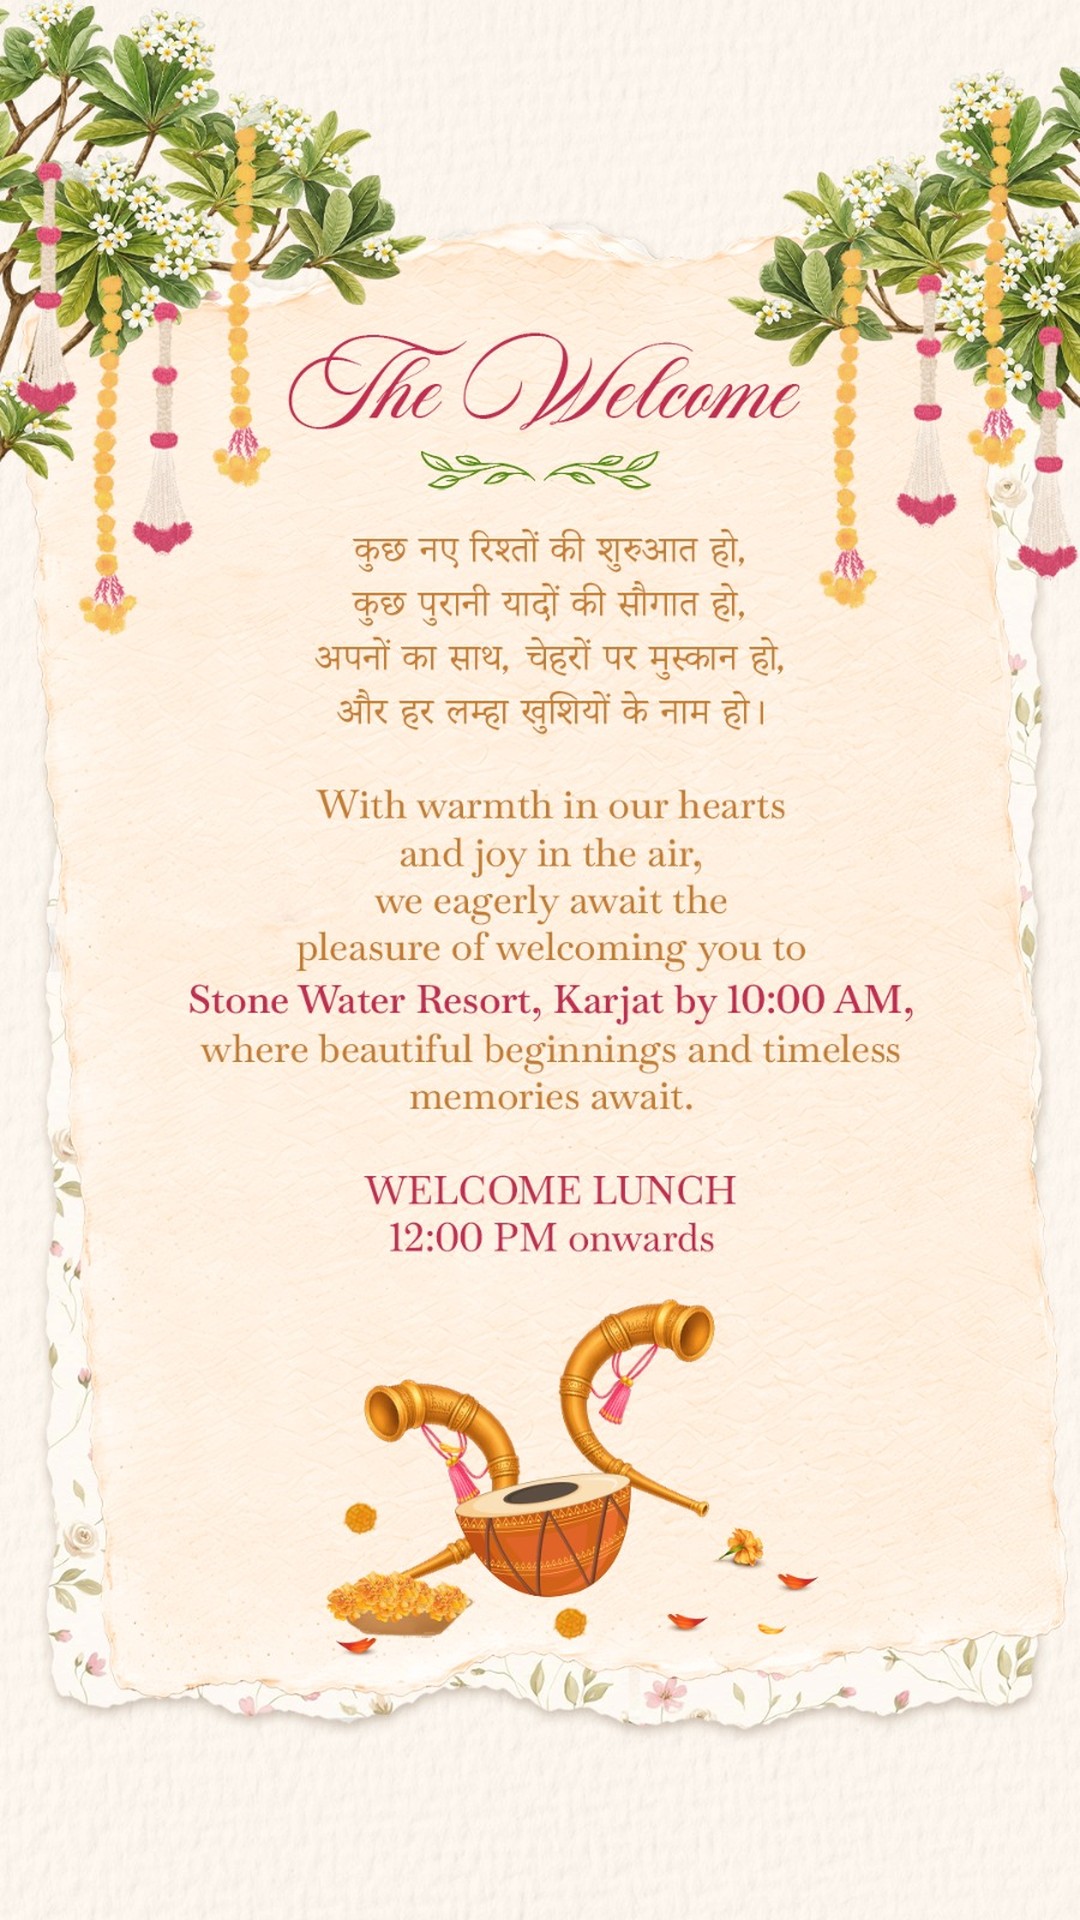 The Welcome
कुछ नए रिश्तों की शुरुआत हो,
कुछ पुरानी यादों की सौगात हो,
अपनों का साथ, चेहरों पर मुस्कान हो,
और हर लम्हा खुशियों के नाम हो।
With warmth in our hearts
and joy in the air,
we eagerly await the
pleasure of welcoming you to
Stone Water Resort, Karjat by 10:00 AM,
where beautiful beginnings and timeless
memories await.
WELCOME LUNCH
12:00 PM onwards